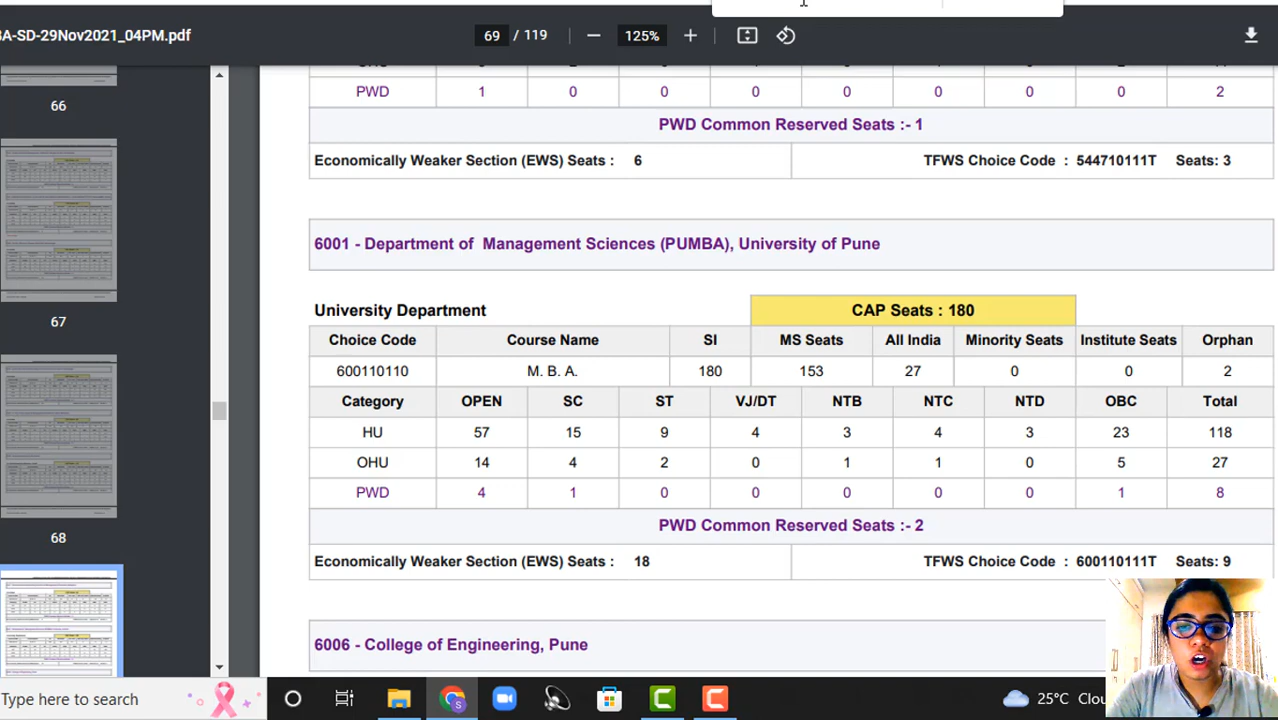 A-SD-29Nov2021_04PM.pdf
69 / 119
125%
66
67
68
PWD 1 0 0 0 0 0 0 0 2
PWD Common Reserved Seats :- 1
Economically Weaker Section (EWS) Seats : 6 TFWS Choice Code : 544710111T Seats: 3
6001 - Department of Management Sciences (PUMBA), University of Pune
University Department CAP Seats : 180
Choice Code Course Name SI MS Seats All India Minority Seats Institute Seats Orphan
600110110 M. B. A. 180 153 27 0 0 2
Category OPEN SC ST VJ/DT NTB NTC NTD OBC Total
HU 57 15 9 4 3 4 3 23 118
OHU 14 4 2 0 1 1 0 5 27
PWD 4 1 0 0 0 0 0 1 8
PWD Common Reserved Seats :- 2
Economically Weaker Section (EWS) Seats : 18 TFWS Choice Code : 600110111T Seats: 9
6006 - College of Engineering, Pune
Type here to search
25°C Clou